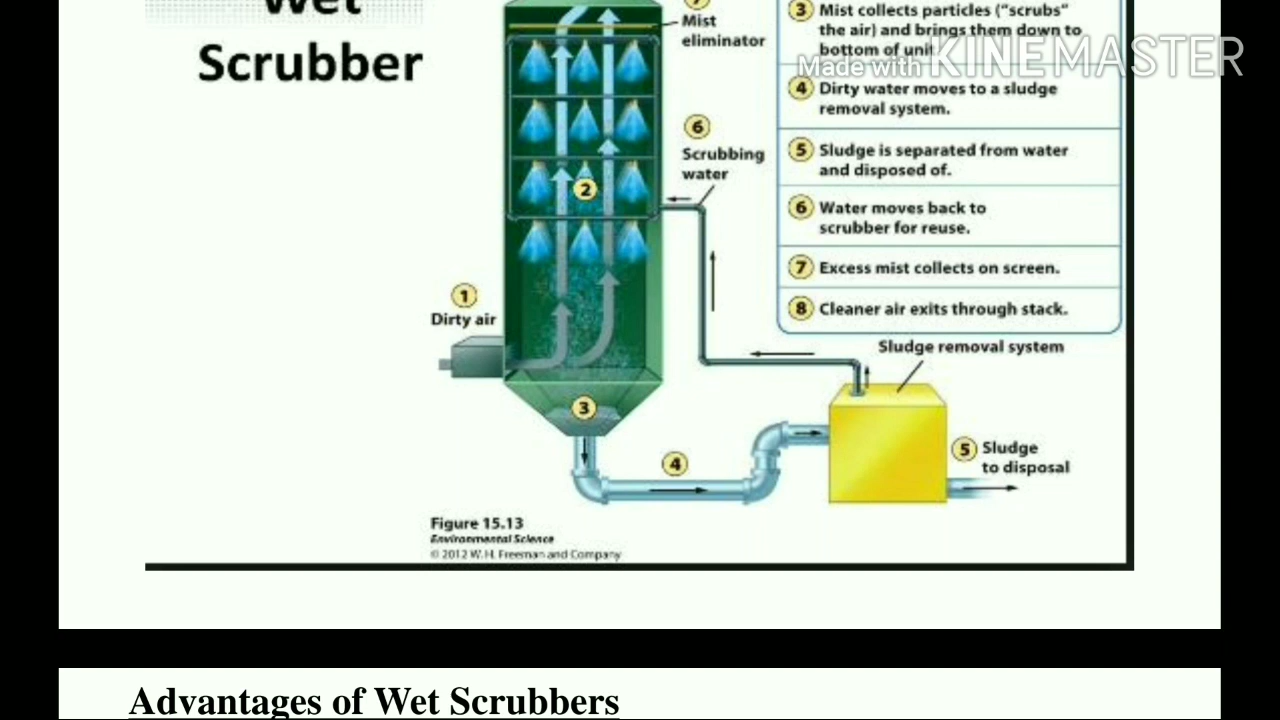 Wet
Scrubber
7
Mist
eliminator
3 Mist collects particles ("scrubs"
the air) and brings them down to
bottom of unit
Made with KINEMASTER
4 Dirty water moves to a sludge
removal system.
5 Sludge is separated from water
and disposed of.
6 Water moves back to
scrubber for reuse.
7 Excess mist collects on screen.
8 Cleaner air exits through stack.
6
Scrubbing
water
2
1
Dirty air
Sludge removal system
3
4
5 Sludge
to disposal
Figure 15.13
Environmental Science
© 2012 W. H. Freeman and Company
Advantages of Wet Scrubbers